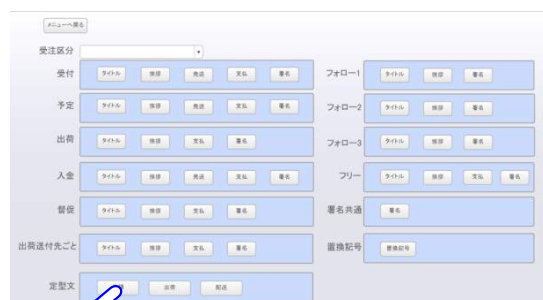 メニューへ戻る
受注区分
受付 タイトル 挨拶 発送 支払 署名
フォロー1 タイトル 挨拶 署名
予定 タイトル 挨拶 発送 支払 署名
フォロー2 タイトル 挨拶 署名
出荷 タイトル 挨拶 支払 署名
フォロー3 タイトル 挨拶 署名
入金 タイトル 挨拶 発送 支払 署名
フリー タイトル 挨拶 支払 署名
督促 タイトル 挨拶 支払 署名
署名共通 署名
出荷送付先ごと タイトル 挨拶 支払 署名
置換記号 置換記号
定型文 出荷 配送